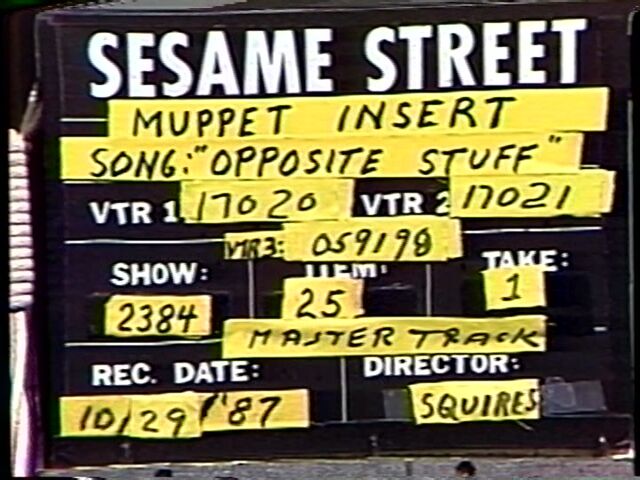 SESAME STREET
MUPPET INSERT
SONG: "OPPOSITE STUFF"
VTR 1 17020 VTR 2 17021
VTR3: 059198
SHOW: ITEM: TAKE:
2384 25 1
MASTER TRACK
REC. DATE: DIRECTOR:
10/29/'87 SQUIRES